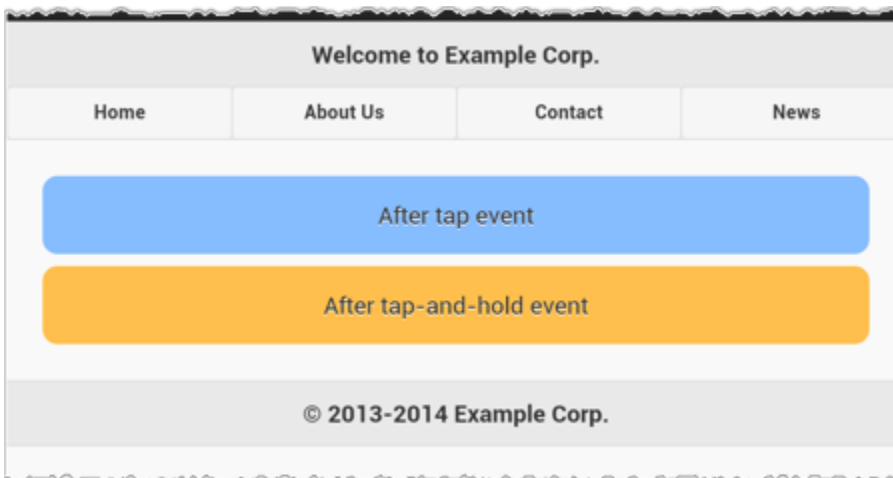 Welcome to Example Corp.
Home About Us Contact News
After tap event
After tap-and-hold event
© 2013-2014 Example Corp.